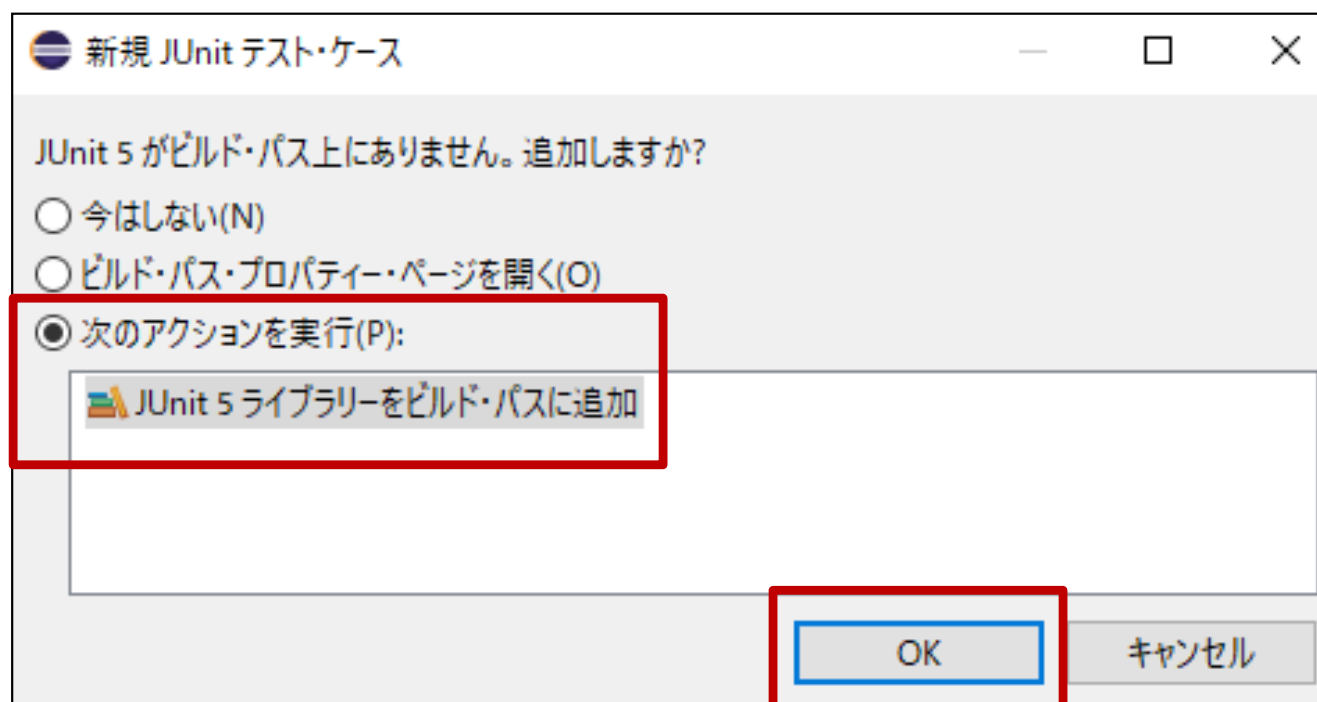 新規 JUnit テスト・ケース
JUnit 5 がビルド・パス上にありません。追加しますか?
今はしない(N)
ビルド・パス・プロパティー・ページを開く(O)
次のアクションを実行(P):
JUnit 5 ライブラリーをビルド・パスに追加
OK
キャンセル